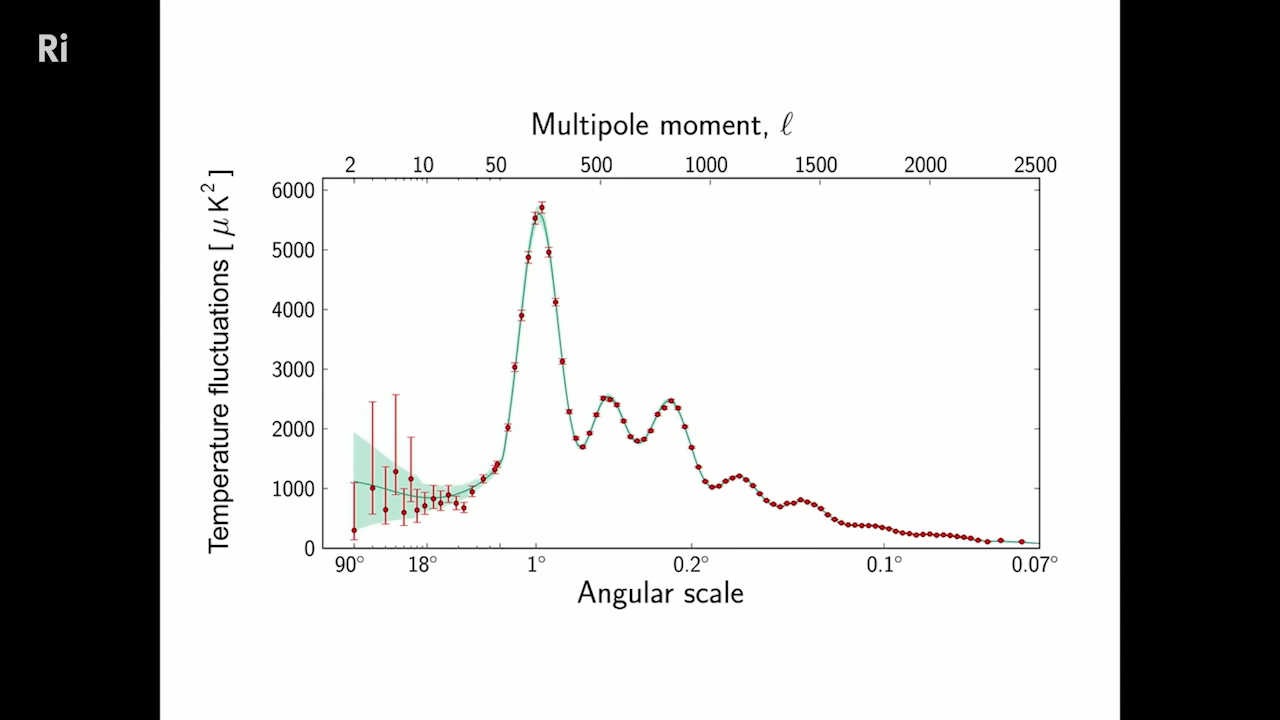 Ri
Multipole moment, ℓ
2 10 50 500 1000 1500 2000 2500
Temperature fluctuations [ μ K² ]
6000
5000
4000
3000
2000
1000
0
90° 18° 1° 0.2° 0.1° 0.07°
Angular scale